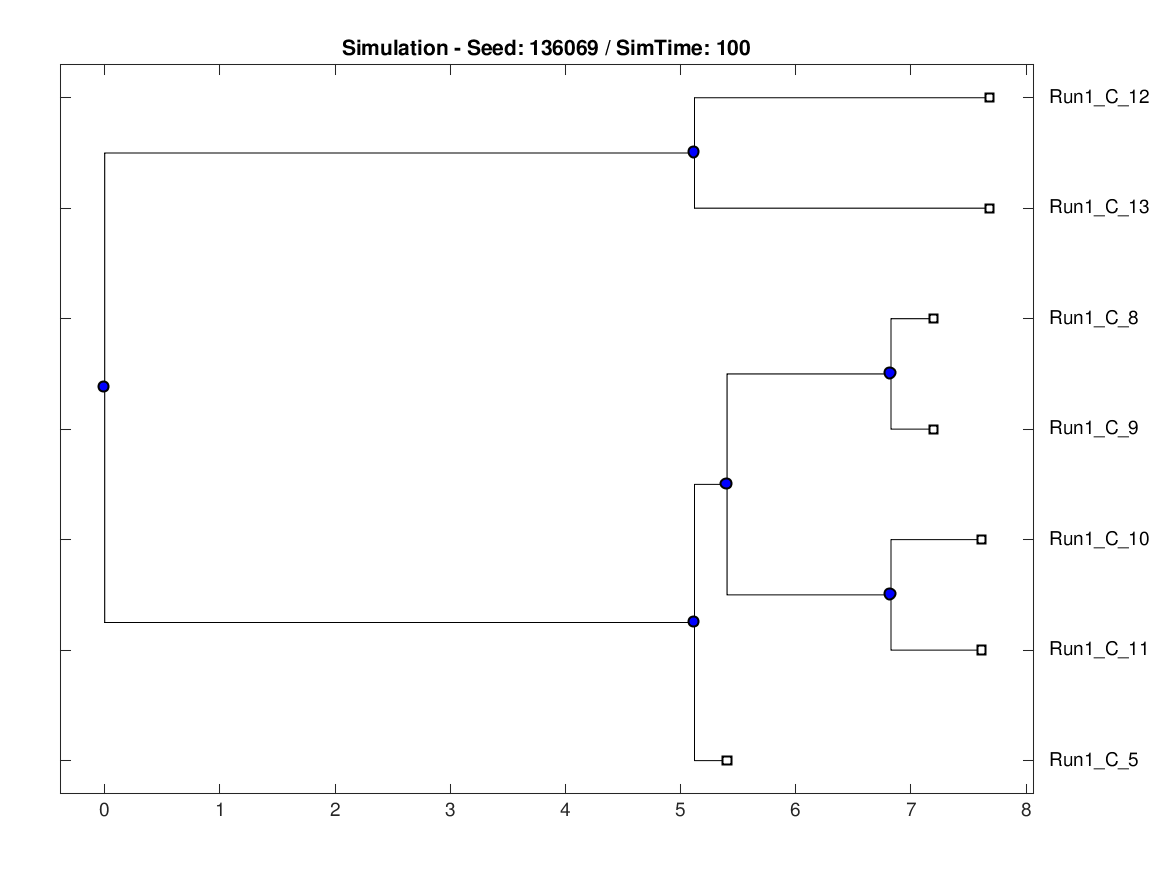 Simulation - Seed: 136069 / SimTime: 100
Run1_C_12
Run1_C_13
Run1_C_8
Run1_C_9
Run1_C_10
Run1_C_11
Run1_C_5
0 1 2 3 4 5 6 7 8